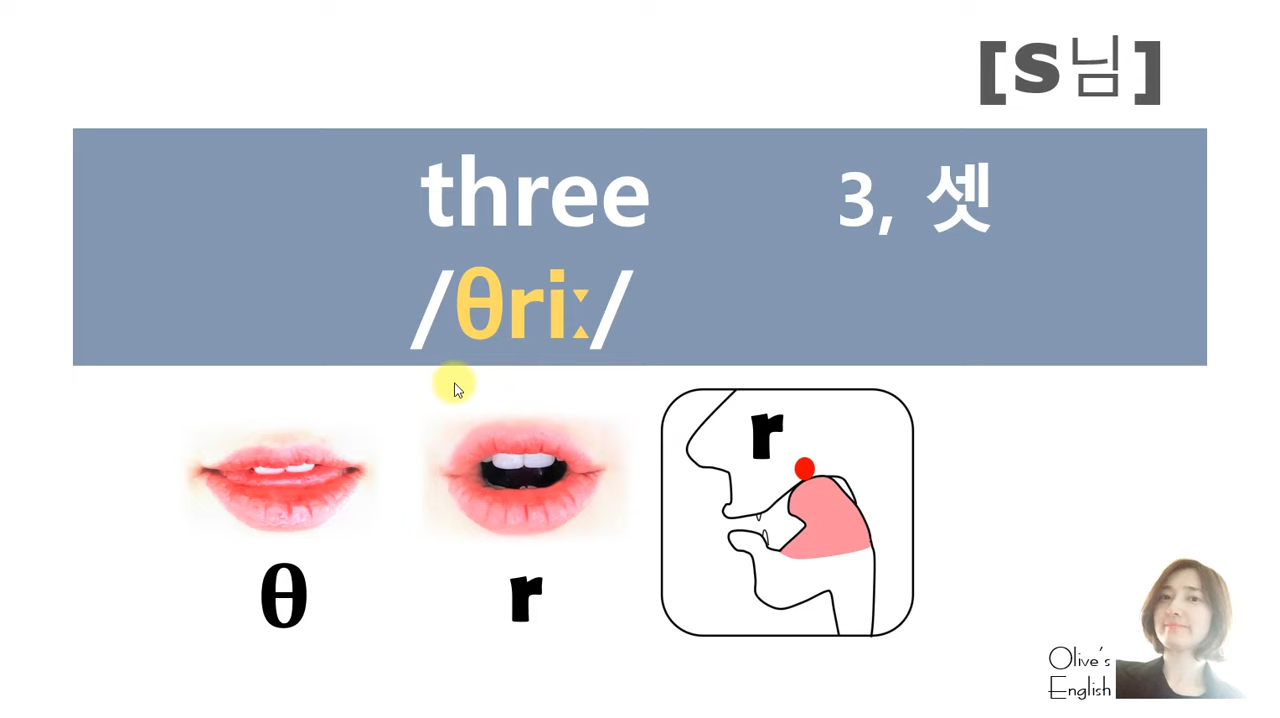 [s님]
three 3, 셋
/θriː/
r
θ r
Olive's
English